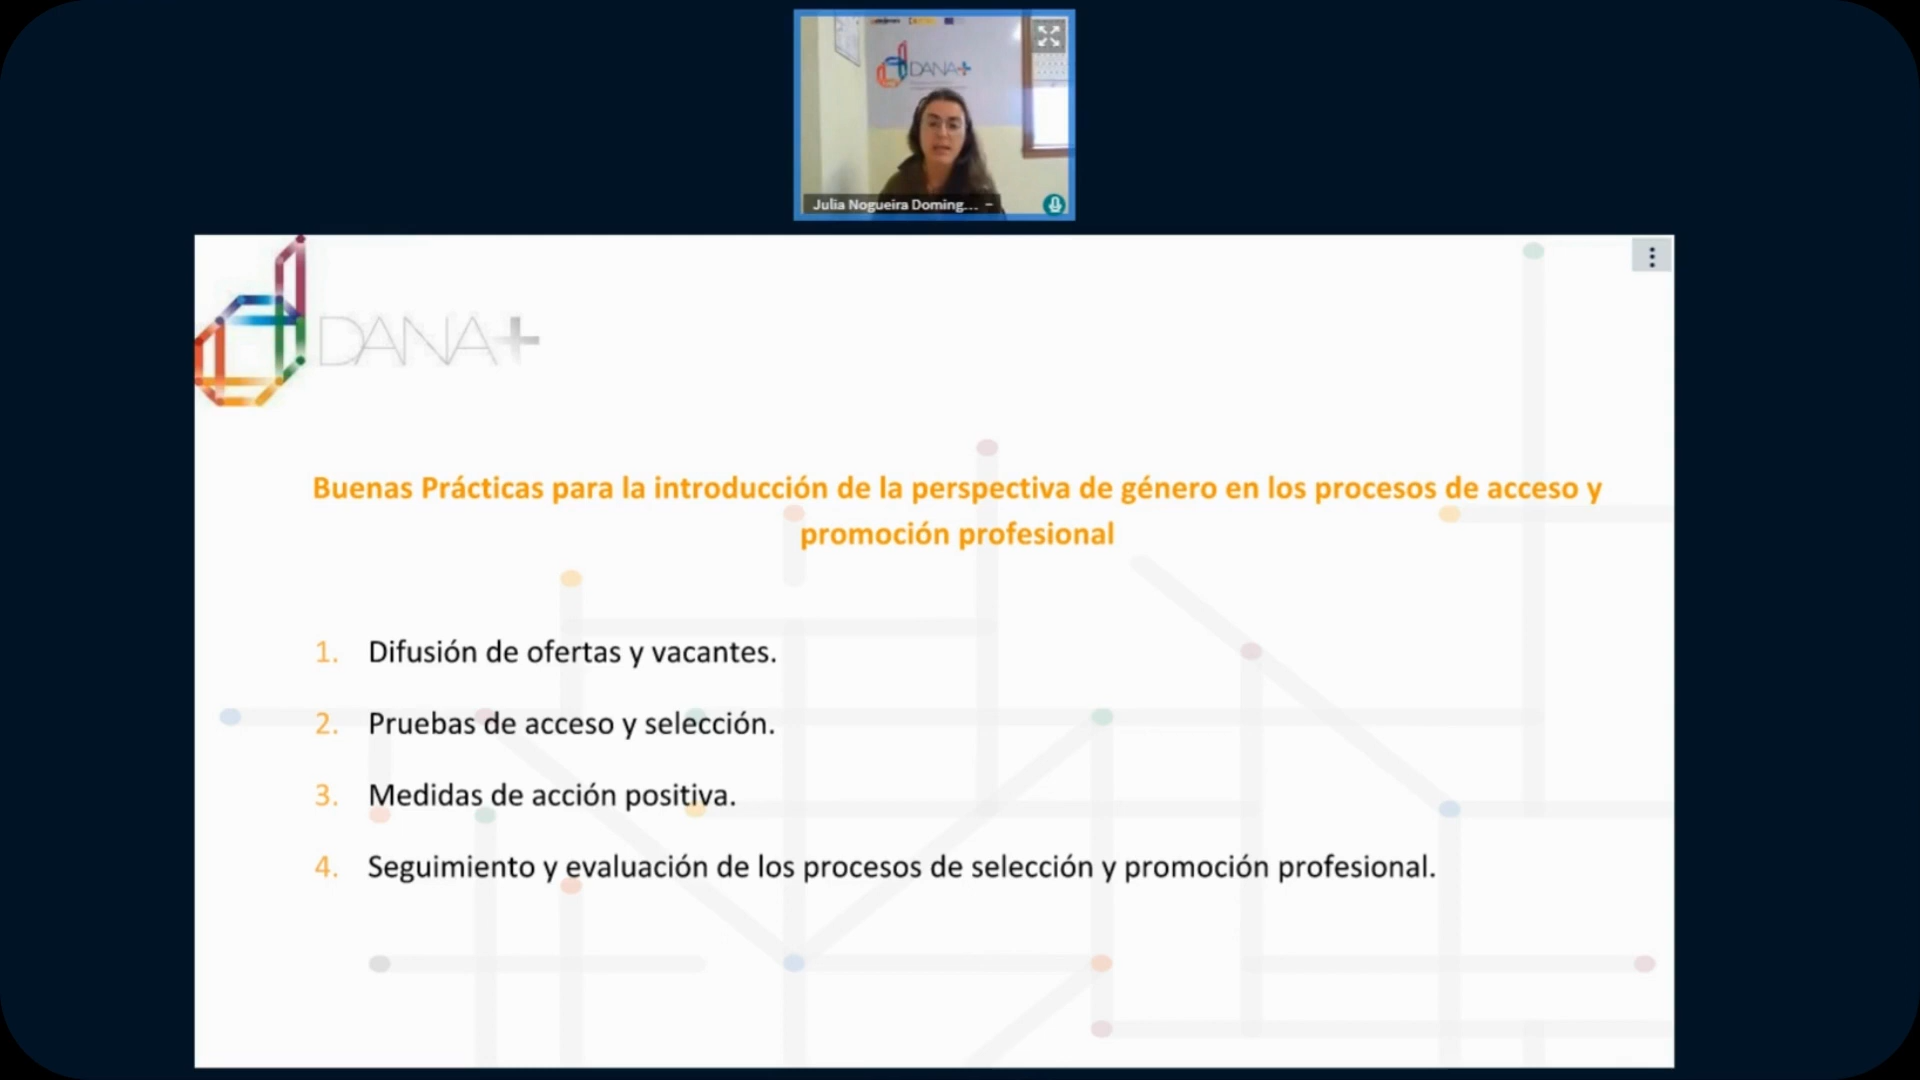 DANA+
Julia Nogueira Doming...
DANA+
Buenas Prácticas para la introducción de la perspectiva de género en los procesos de acceso y
promoción profesional
1. Difusión de ofertas y vacantes.
2. Pruebas de acceso y selección.
3. Medidas de acción positiva.
4. Seguimiento y evaluación de los procesos de selección y promoción profesional.